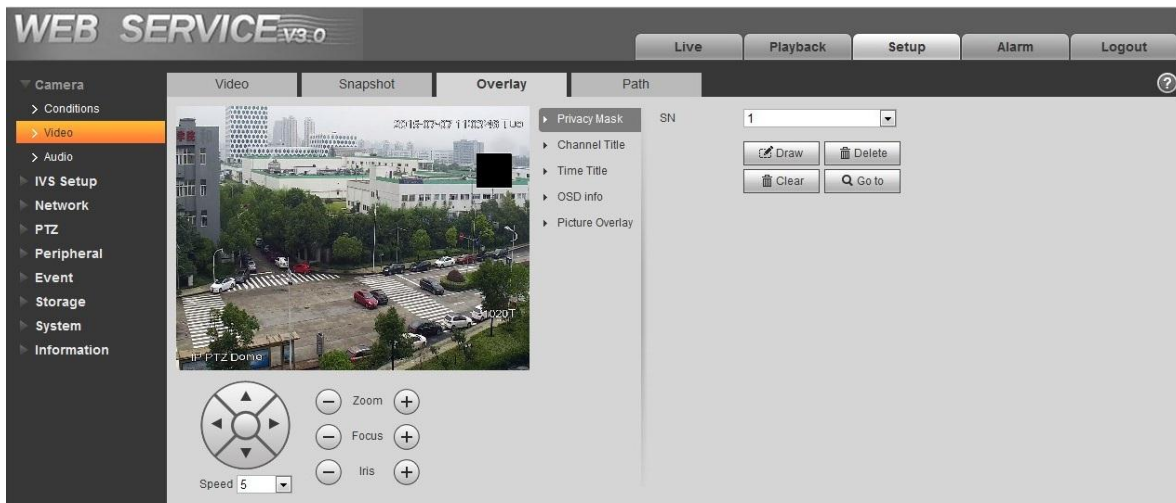 WEB SERVICE V3.0
Live
Playback
Setup
Alarm
Logout
Camera
Conditions
Video
Audio
IVS Setup
Network
PTZ
Peripheral
Event
Storage
System
Information
Video
Snapshot
Overlay
Path
?
IP PTZ Dome
Privacy Mask
Channel Title
Time Title
OSD info
Picture Overlay
SN
1
Draw
Delete
Clear
Go to
Zoom
Focus
Iris
Speed 5